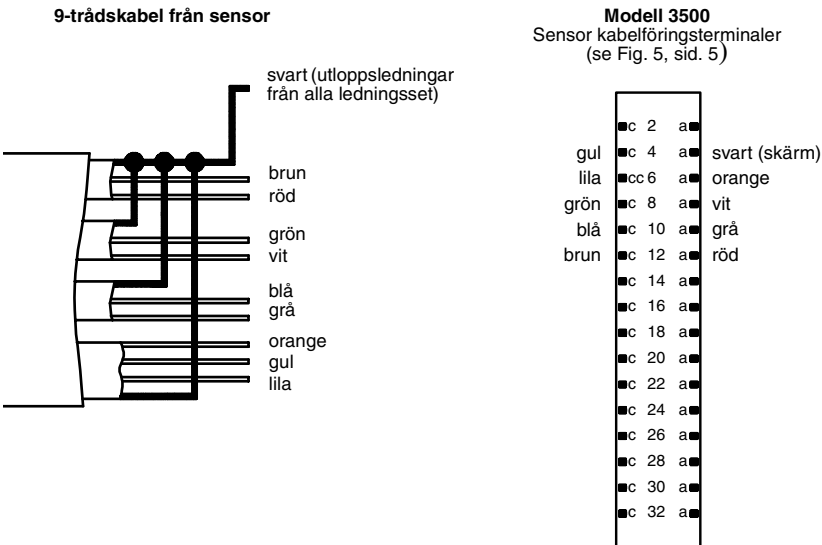 9-trådskabel från sensor
svart (utloppsledningar
från alla ledningsset)
brun
röd
grön
vit
blå
grå
orange
gul
lila
Modell 3500
Sensor kabelföringsterminaler
(se Fig. 5, sid. 5)
c 2 a
gul c 4 a svart (skärm)
lila cc 6 a orange
grön c 8 a vit
blå c 10 a grå
brun c 12 a röd
c 14 a
c 16 a
c 18 a
c 20 a
c 22 a
c 24 a
c 26 a
c 28 a
c 30 a
c 32 a